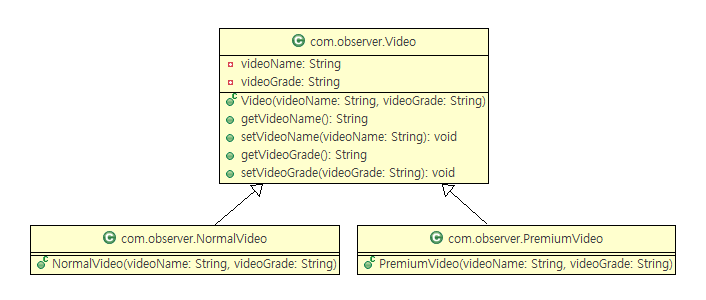 com.observer.Video
videoName: String
videoGrade: String
Video(videoName: String, videoGrade: String)
getVideoName(): String
setVideoName(videoName: String): void
getVideoGrade(): String
setVideoGrade(videoGrade: String): void
com.observer.NormalVideo
NormalVideo(videoName: String, videoGrade: String)
com.observer.PremiumVideo
PremiumVideo(videoName: String, videoGrade: String)